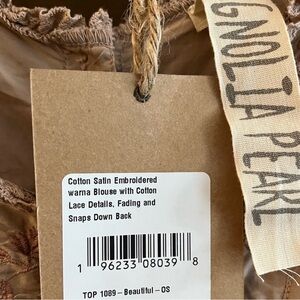 GNOLIA PEARL
Cotton Satin Embroidered
warna Blouse with Cotton
Lace Details, Fading and
Snaps Down Back
1 96233 08039 8
TOP 1089-Beautiful-OS